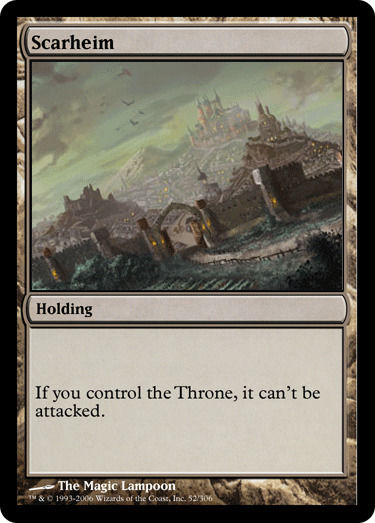 Scarheim
Holding
If you control the Throne, it can't be
attacked.
The Magic Lampoon
™ & © 1993-2006 Wizards of the Coast, Inc. 52/306